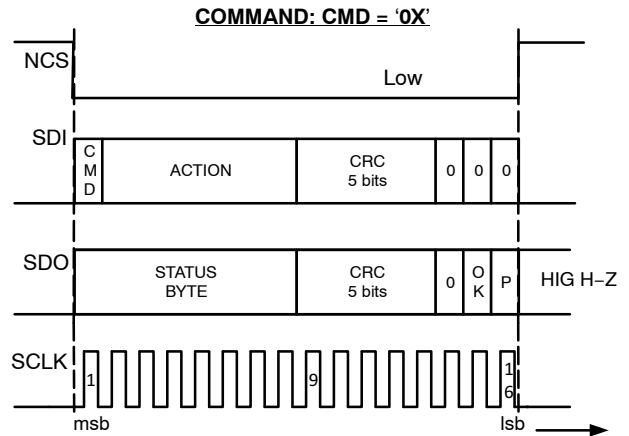 COMMAND: CMD = ‘0X’
NCS
Low
SDI
C
M
D
ACTION
CRC
5 bits
0
0
0
SDO
STATUS
BYTE
CRC
5 bits
0
O
K
P
HIG H−Z
SCLK
1
9
1
6
msb
lsb